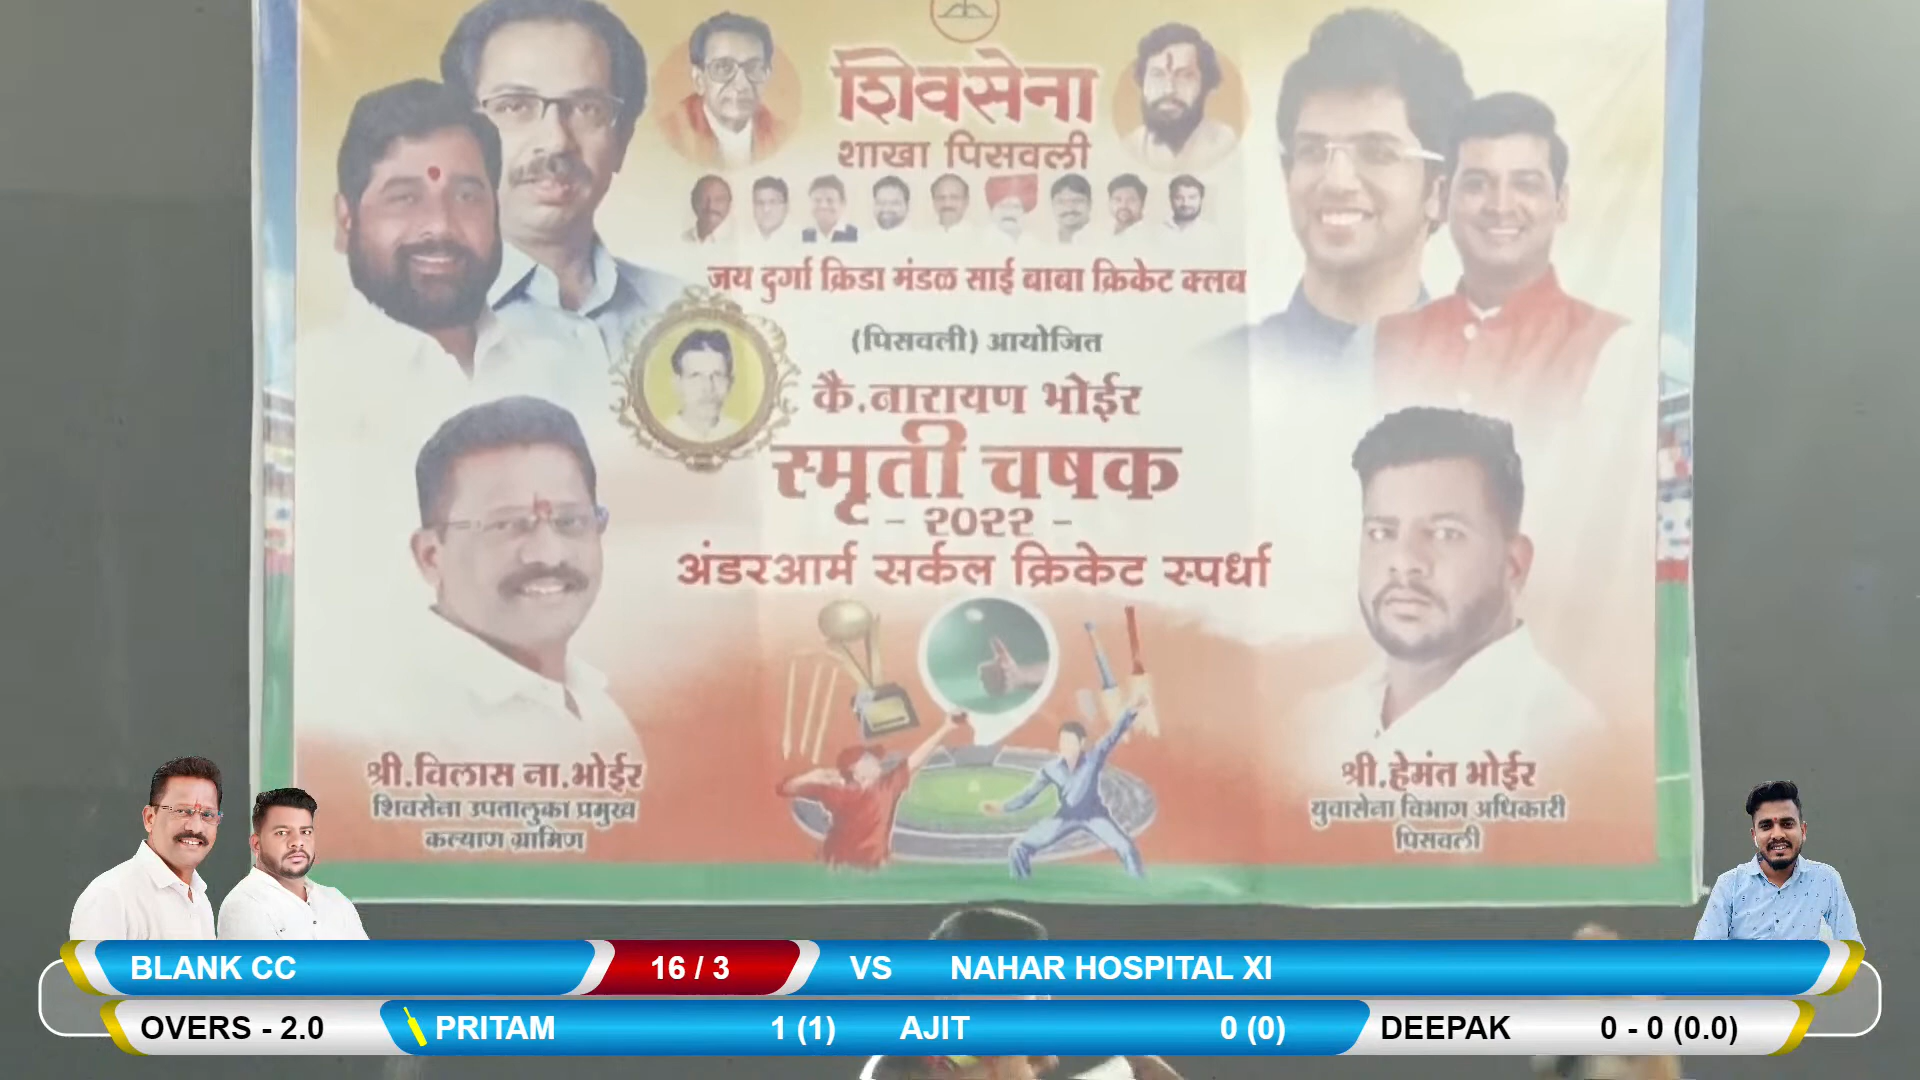 शिवसेना
शाखा पिसवली
जय दुर्गा क्रिडा मंडळ साई बाबा क्रिकेट क्लब
(पिसवली) आयोजित
कै.नारायण भोईर
स्मृती चषक
- २०२२ -
अंडरआर्म सर्कल क्रिकेट स्पर्धा
श्री.विलास ना.भोईर
शिवसेना उपतालुका प्रमुख
कल्याण ग्रामिण
श्री.हेमंत भोईर
युवासेना विभाग अधिकारी
पिसवली
BLANK CC 16 / 3 VS NAHAR HOSPITAL XI
OVERS - 2.0 PRITAM 1 (1) AJIT 0 (0) DEEPAK 0 - 0 (0.0)